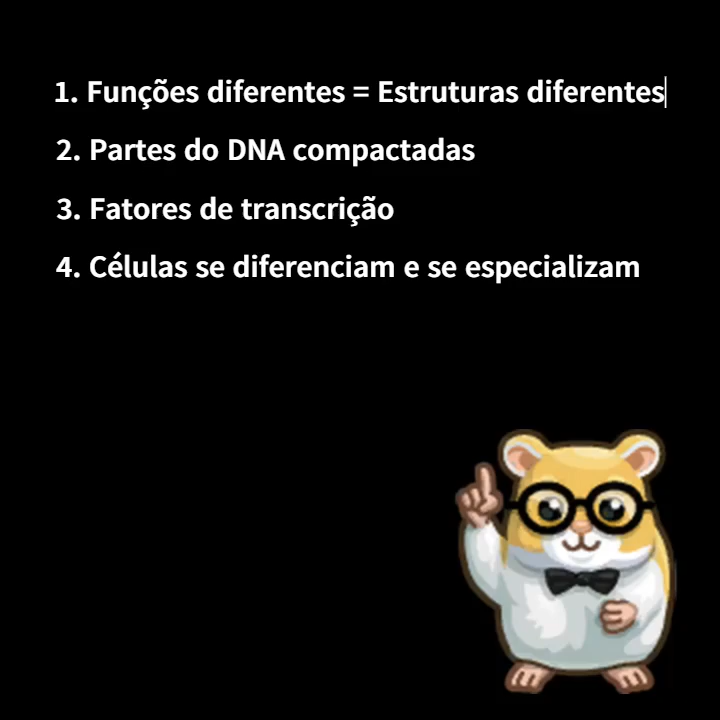 1. Funções diferentes = Estruturas diferentes
2. Partes do DNA compactadas
3. Fatores de transcrição
4. Células se diferenciam e se especializam